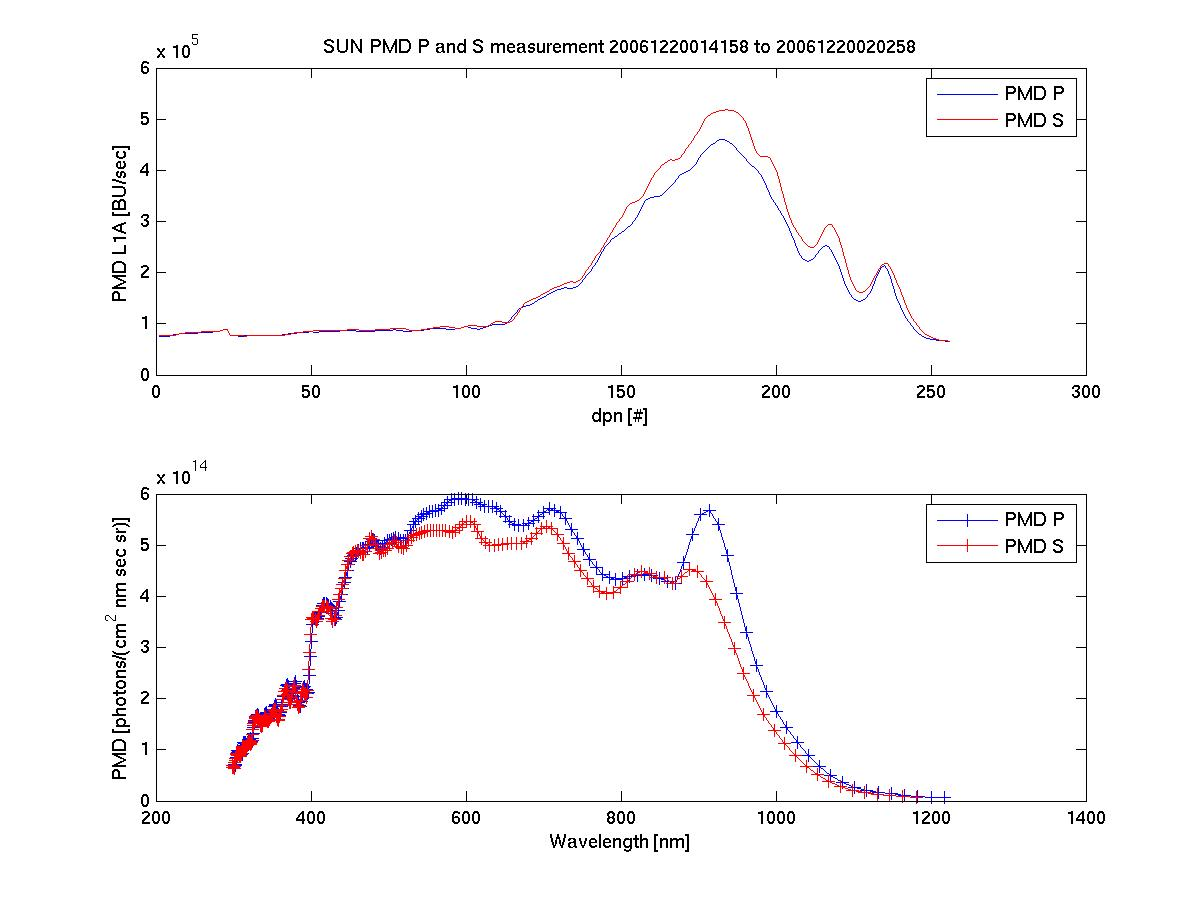 SUN PMD P and S measurement 20061220014158 to 20061220020258
x 10^5
6
5
4
3
2
1
0
PMD L1A [BU/sec]
PMD P
PMD S
0 50 100 150 200 250 300
dpn [#]
x 10^14
6
5
4
3
2
1
0
PMD [photons/(cm^2 nm sec sr)]
PMD P
PMD S
200 400 600 800 1000 1200 1400
Wavelength [nm]